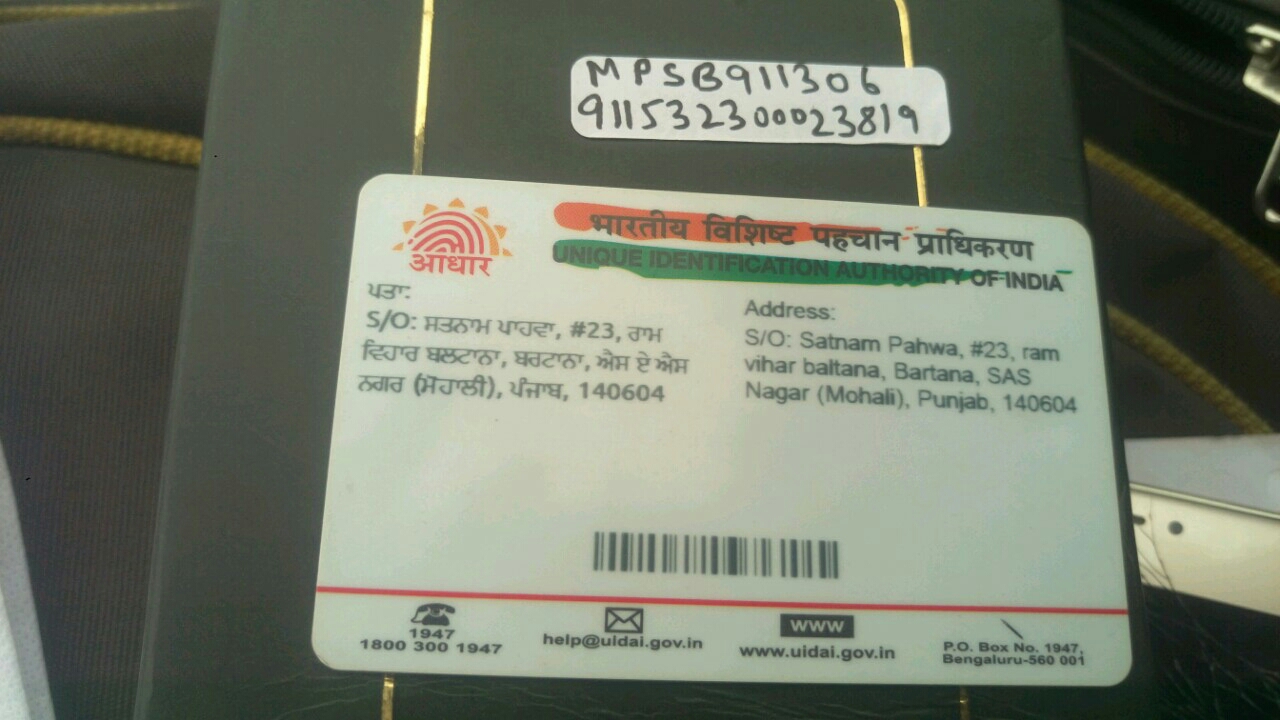 MPSB911306
911532300023819
आधार
भारतीय विशिष्ट पहचान प्राधिकरण
UNIQUE IDENTIFICATION AUTHORITY OF INDIA
ਪਤਾ:
S/O: ਸਤਨਾਮ ਪਾਹਵਾ, #23, ਰਾਮ
ਵਿਹਾਰ ਬਲਟਾਨਾ, ਬਰਟਾਨਾ, ਐਸ ਏ ਐਸ
ਨਗਰ (ਮੋਹਾਲੀ), ਪੰਜਾਬ, 140604
Address:
S/O: Satnam Pahwa, #23, ram
vihar baltana, Bartana, SAS
Nagar (Mohali), Punjab, 140604
1947
1800 300 1947
help@uidai.gov.in
www
www.uidai.gov.in
P.O. Box No. 1947,
Bengaluru-560 001